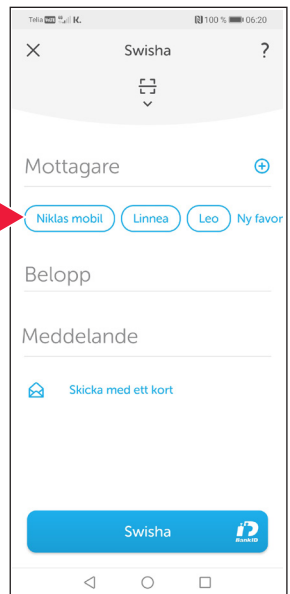 Telia K. 100 % 06:20
Swisha ?
Mottagare
Niklas mobil Linnea Leo Ny favor
Belopp
Meddelande
Skicka med ett kort
Swisha BankID